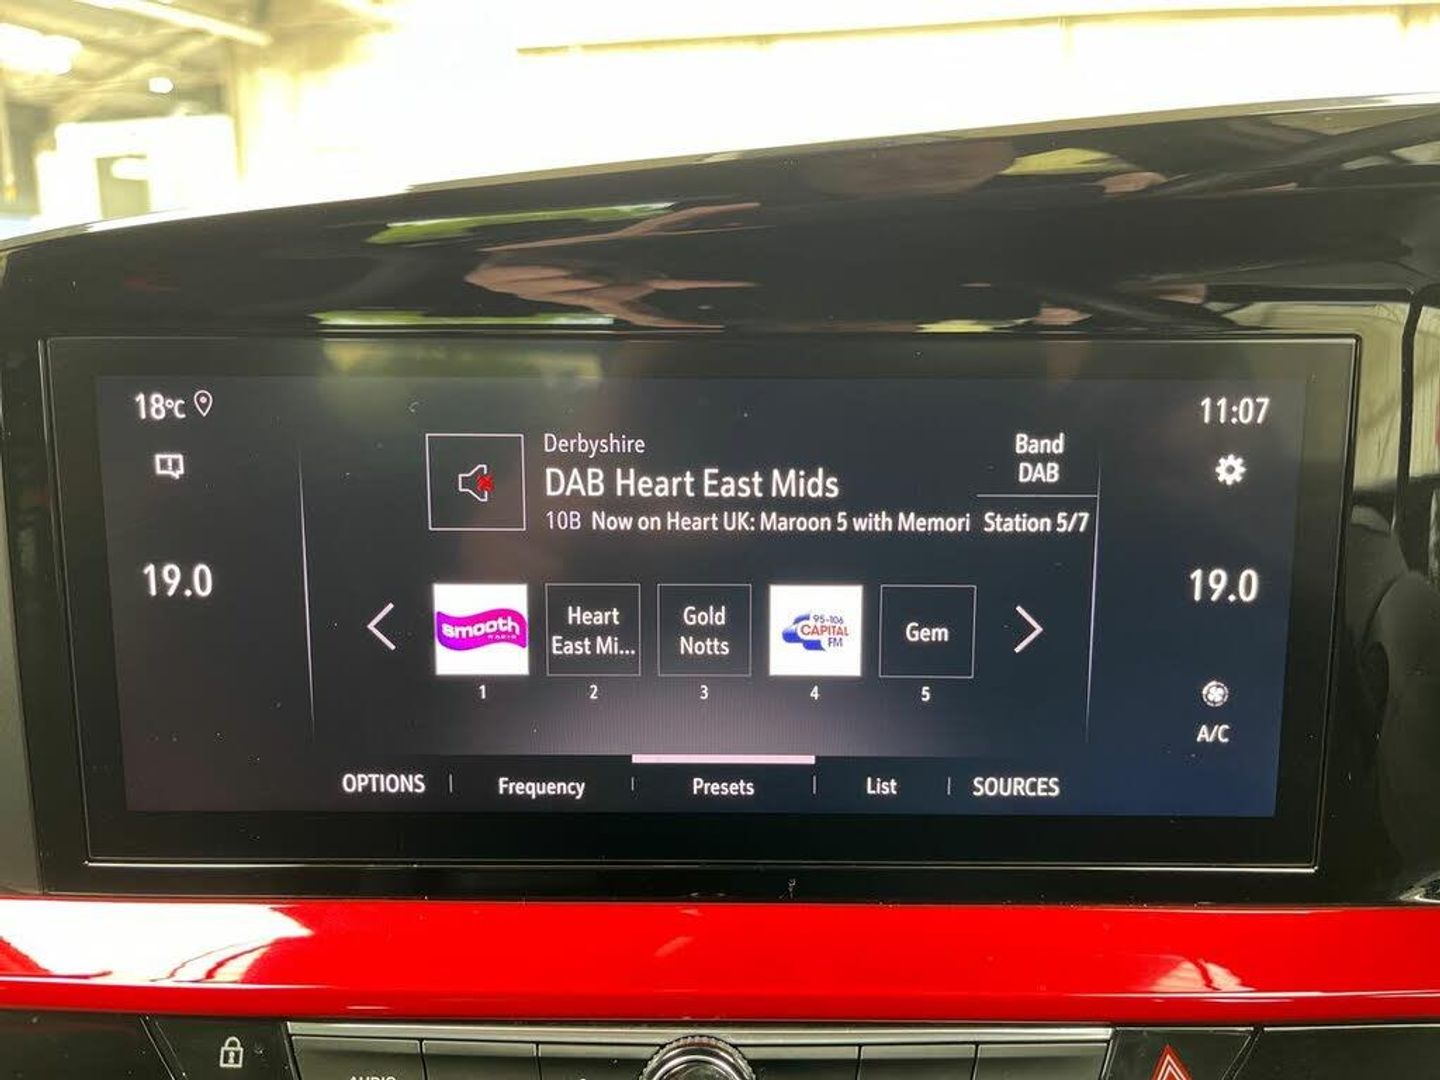 18°C
11:07
Derbyshire
DAB Heart East Mids
10B Now on Heart UK: Maroon 5 with Memori
Band
DAB
Station 5/7
19.0
19.0
smooth
RADIO
Heart
East Mi...
Gold
Notts
95-106
CAPITAL
FM
Gem
1
2
3
4
5
A/C
OPTIONS
Frequency
Presets
List
SOURCES
AUDIO